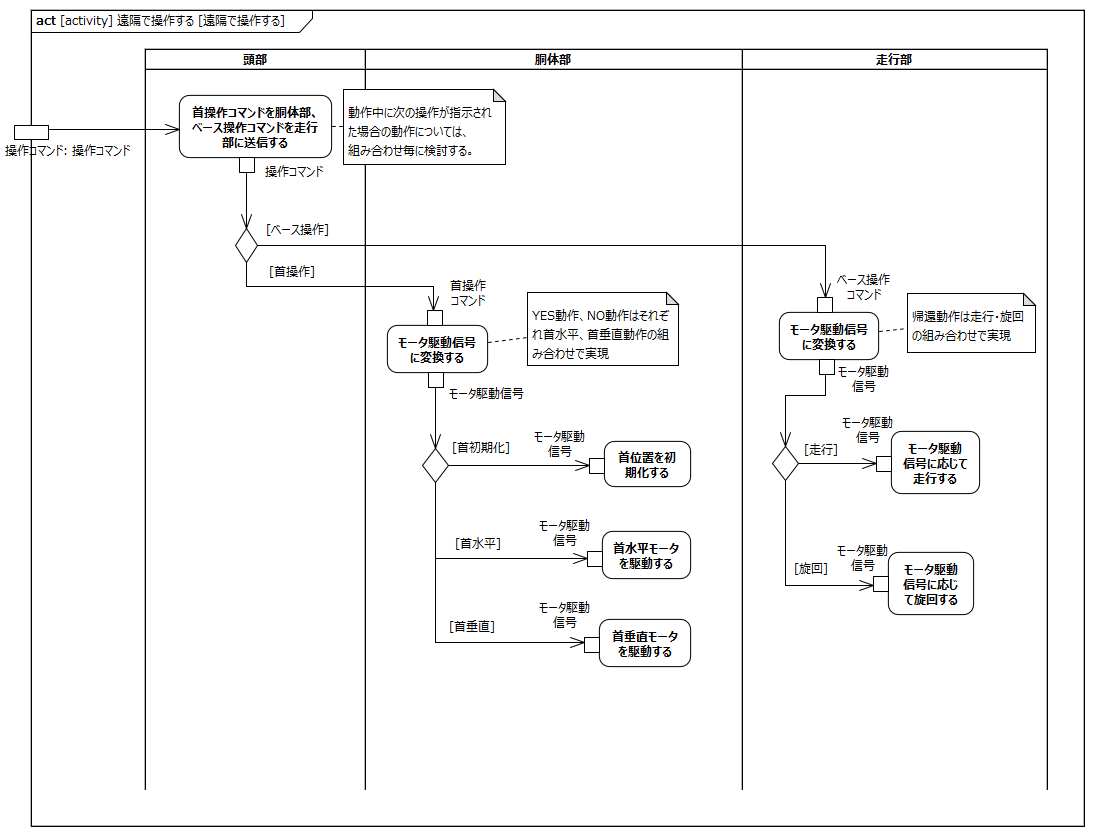 act [activity] 遠隔で操作する [遠隔で操作する]
頭部
胴体部
走行部
首操作コマンドを胴体部、
ベース操作コマンドを走行
部に送信する
動作中に次の操作が指示され
た場合の動作については、
組み合わせ毎に検討する。
操作コマンド: 操作コマンド
操作コマンド
[ベース操作]
[首操作]
首操作
コマンド
ベース操作
コマンド
YES動作、NO動作はそれぞ
れ首水平、首垂直動作の組
み合わせで実現
帰還動作は走行・旋回
の組み合わせで実現
モータ駆動信号
に変換する
モータ駆動信号
に変換する
モータ駆動信号
モータ駆動
信号
[首初期化]
モータ駆動
信号
首位置を初
期化する
[走行]
モータ駆動
信号
モータ駆動
信号に応じて
走行する
[首水平]
モータ駆動
信号
首水平モータ
を駆動する
[旋回]
モータ駆動
信号
モータ駆動
信号に応じ
て旋回する
[首垂直]
モータ駆動
信号
首垂直モータ
を駆動する